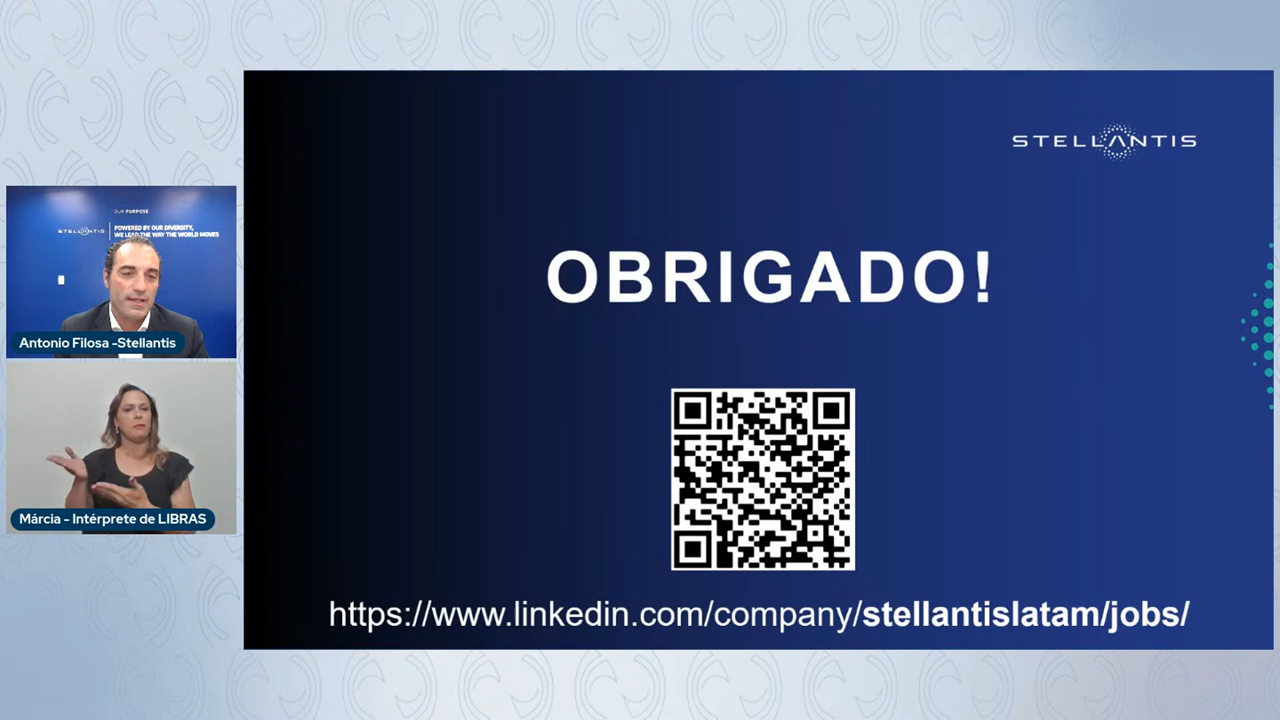 STELLANTIS
OBRIGADO!
https://www.linkedin.com/company/stellantislatam/jobs/
OUR PURPOSE
STELLANTIS
POWERED BY OUR DIVERSITY,
WE LEAD THE WAY THE WORLD MOVES
Antonio Filosa -Stellantis
Márcia - Intérprete de LIBRAS